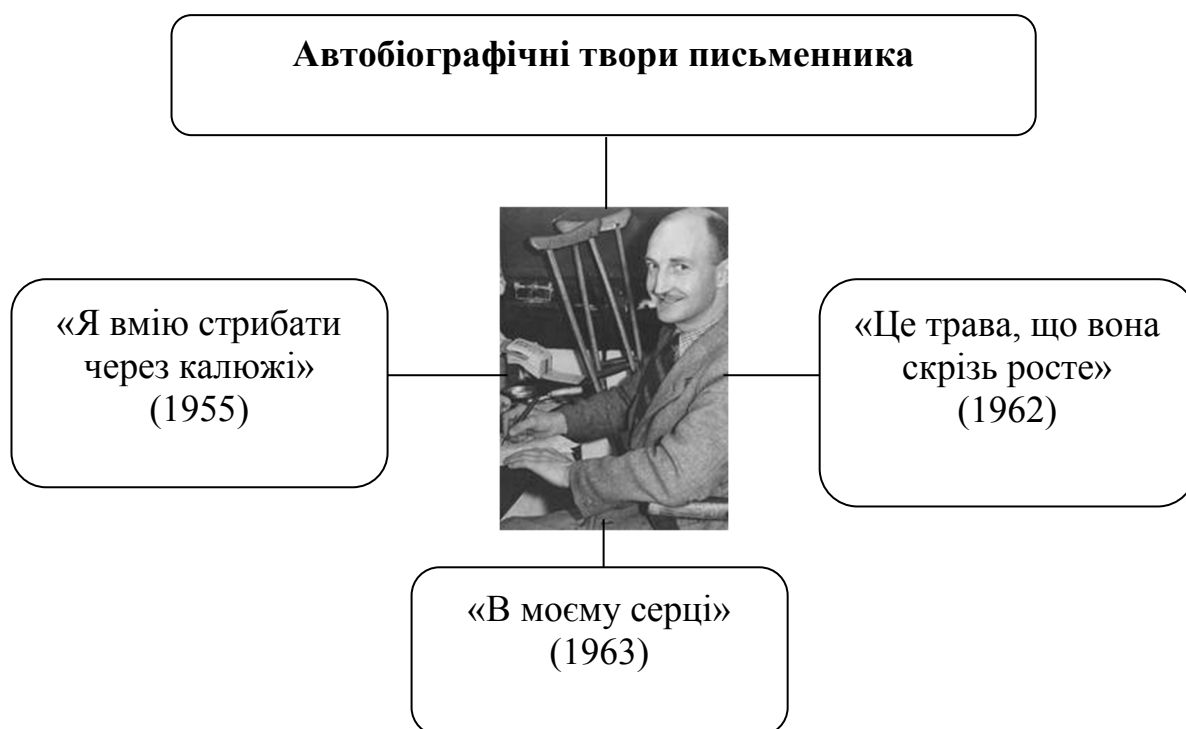 Автобіографічні твори письменника
«Я вмію стрибати
через калюжі»
(1955)
«Це трава, що вона
скрізь росте»
(1962)
«В моєму серці»
(1963)